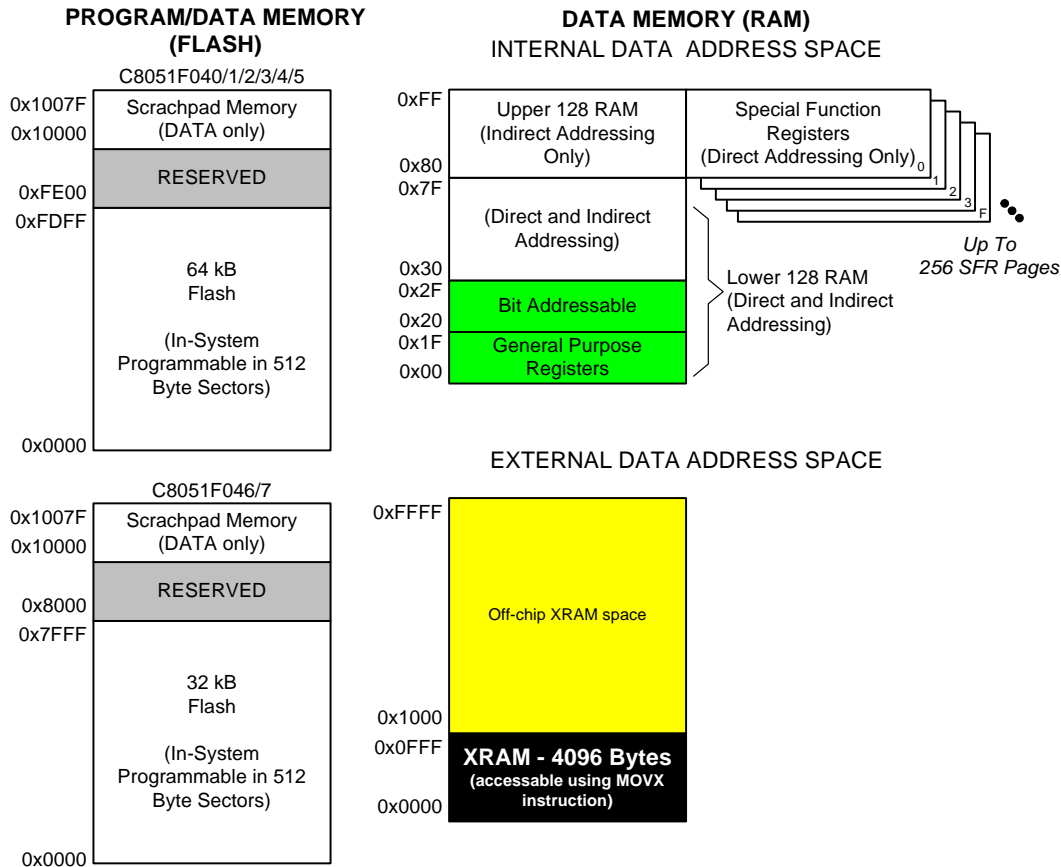 PROGRAM/DATA MEMORY
(FLASH)
C8051F040/1/2/3/4/5
0x1007F
0x10000
Scrachpad Memory
(DATA only)
RESERVED
0xFE00
0xFDFF
64 kB
Flash
(In-System
Programmable in 512
Byte Sectors)
0x0000
C8051F046/7
0x1007F
0x10000
Scrachpad Memory
(DATA only)
RESERVED
0x8000
0x7FFF
32 kB
Flash
(In-System
Programmable in 512
Byte Sectors)
0x0000
DATA MEMORY (RAM)
INTERNAL DATA ADDRESS SPACE
0xFF
Upper 128 RAM
(Indirect Addressing
Only)
0x80
Special Function
Registers
(Direct Addressing Only)
0
1
2
3
F
Up To
256 SFR Pages
0x7F
(Direct and Indirect
Addressing)
0x30
0x2F
Bit Addressable
0x20
0x1F
General Purpose
Registers
0x00
Lower 128 RAM
(Direct and Indirect
Addressing)
EXTERNAL DATA ADDRESS SPACE
0xFFFF
Off-chip XRAM space
0x1000
0x0FFF
XRAM - 4096 Bytes
(accessable using MOVX
instruction)
0x0000